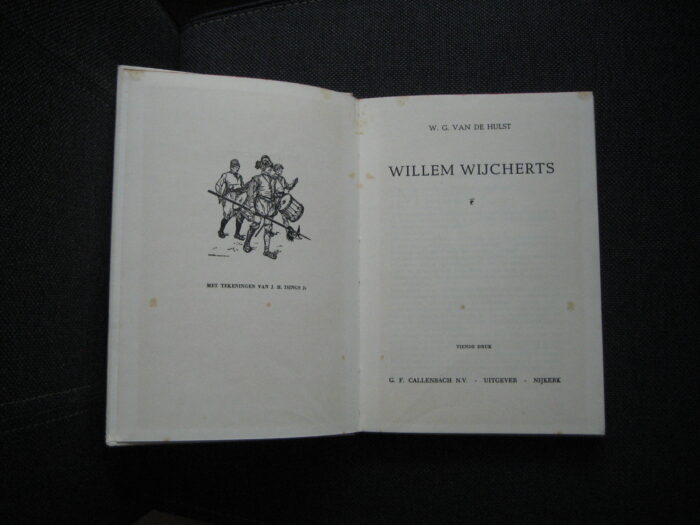 MET TEKENINGEN VAN J. H. ISINGS Jr
W. G. VAN DE HULST
WILLEM WIJCHERTS
TIENDE DRUK
G. F. CALLENBACH N.V. - UITGEVER - NIJKERK